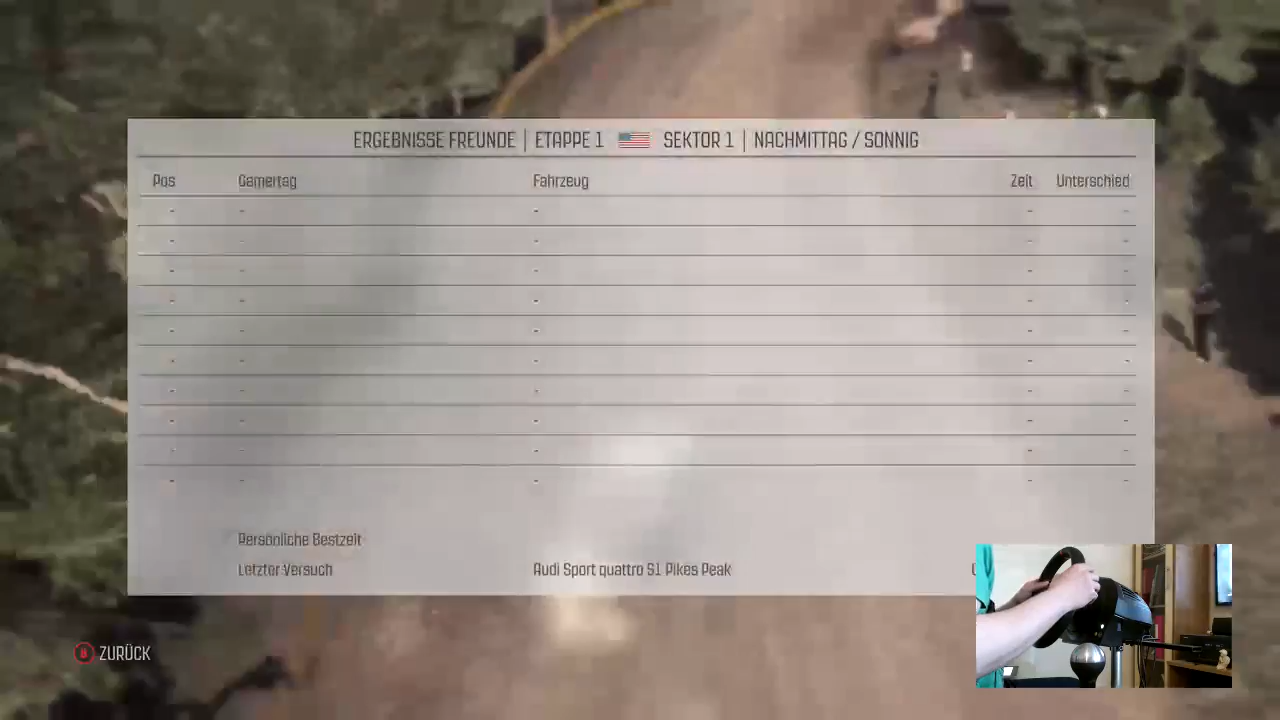 ERGEBNISSE FREUNDE | ETAPPE 1 SEKTOR 1 | NACHMITTAG / SONNIG
Pos Gamertag Fahrzeug Zeit Unterschied
- - - - -
- - - - -
- - - - -
- - - - -
- - - - -
- - - - -
- - - - -
- - - - -
- - - - -
- - - - -
Persönliche Bestzeit
Letzter Versuch Audi Sport quattro S1 Pikes Peak
B ZURÜCK